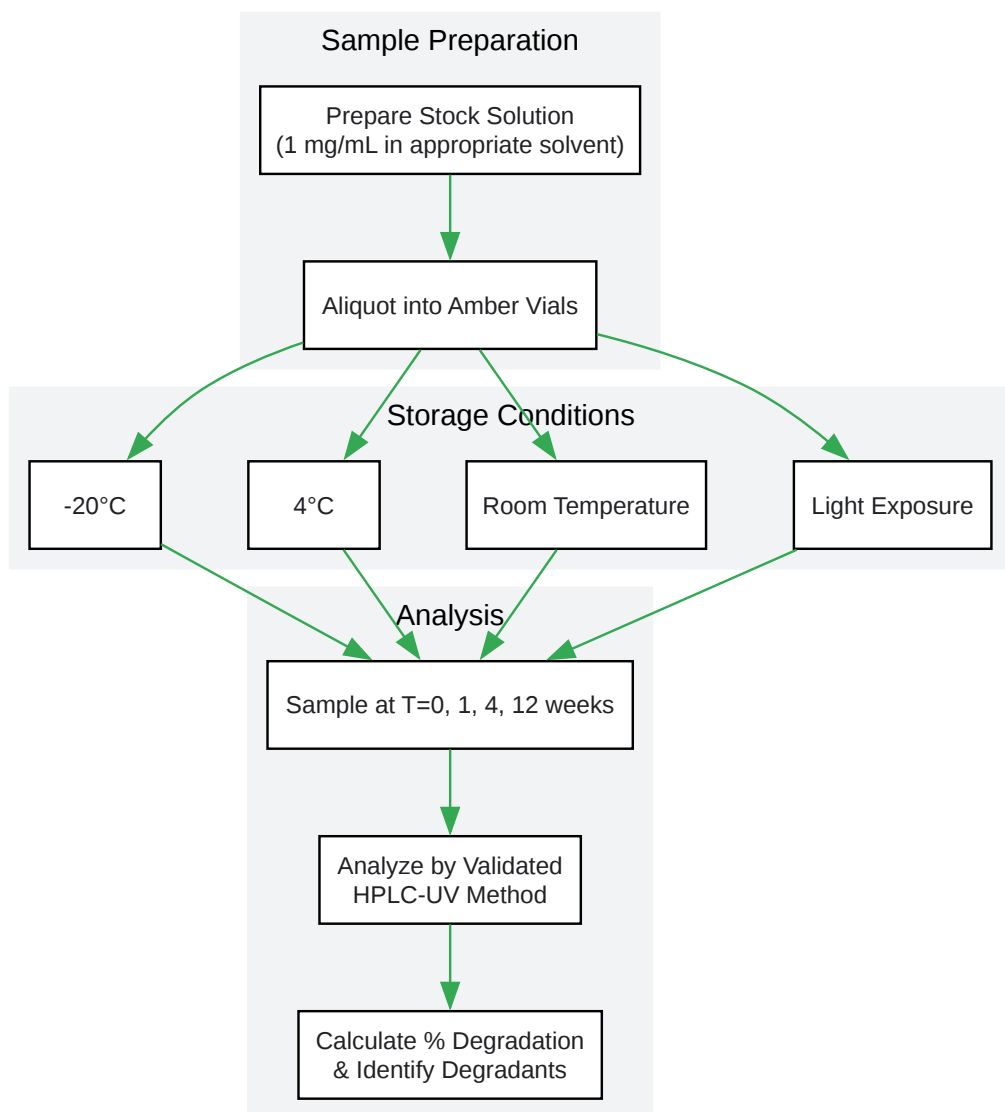 Sample Preparation
Prepare Stock Solution
(1 mg/mL in appropriate solvent)
Aliquot into Amber Vials
Storage Conditions
-20°C
4°C
Room Temperature
Light Exposure
Analysis
Sample at T=0, 1, 4, 12 weeks
Analyze by Validated
HPLC-UV Method
Calculate % Degradation
& Identify Degradants